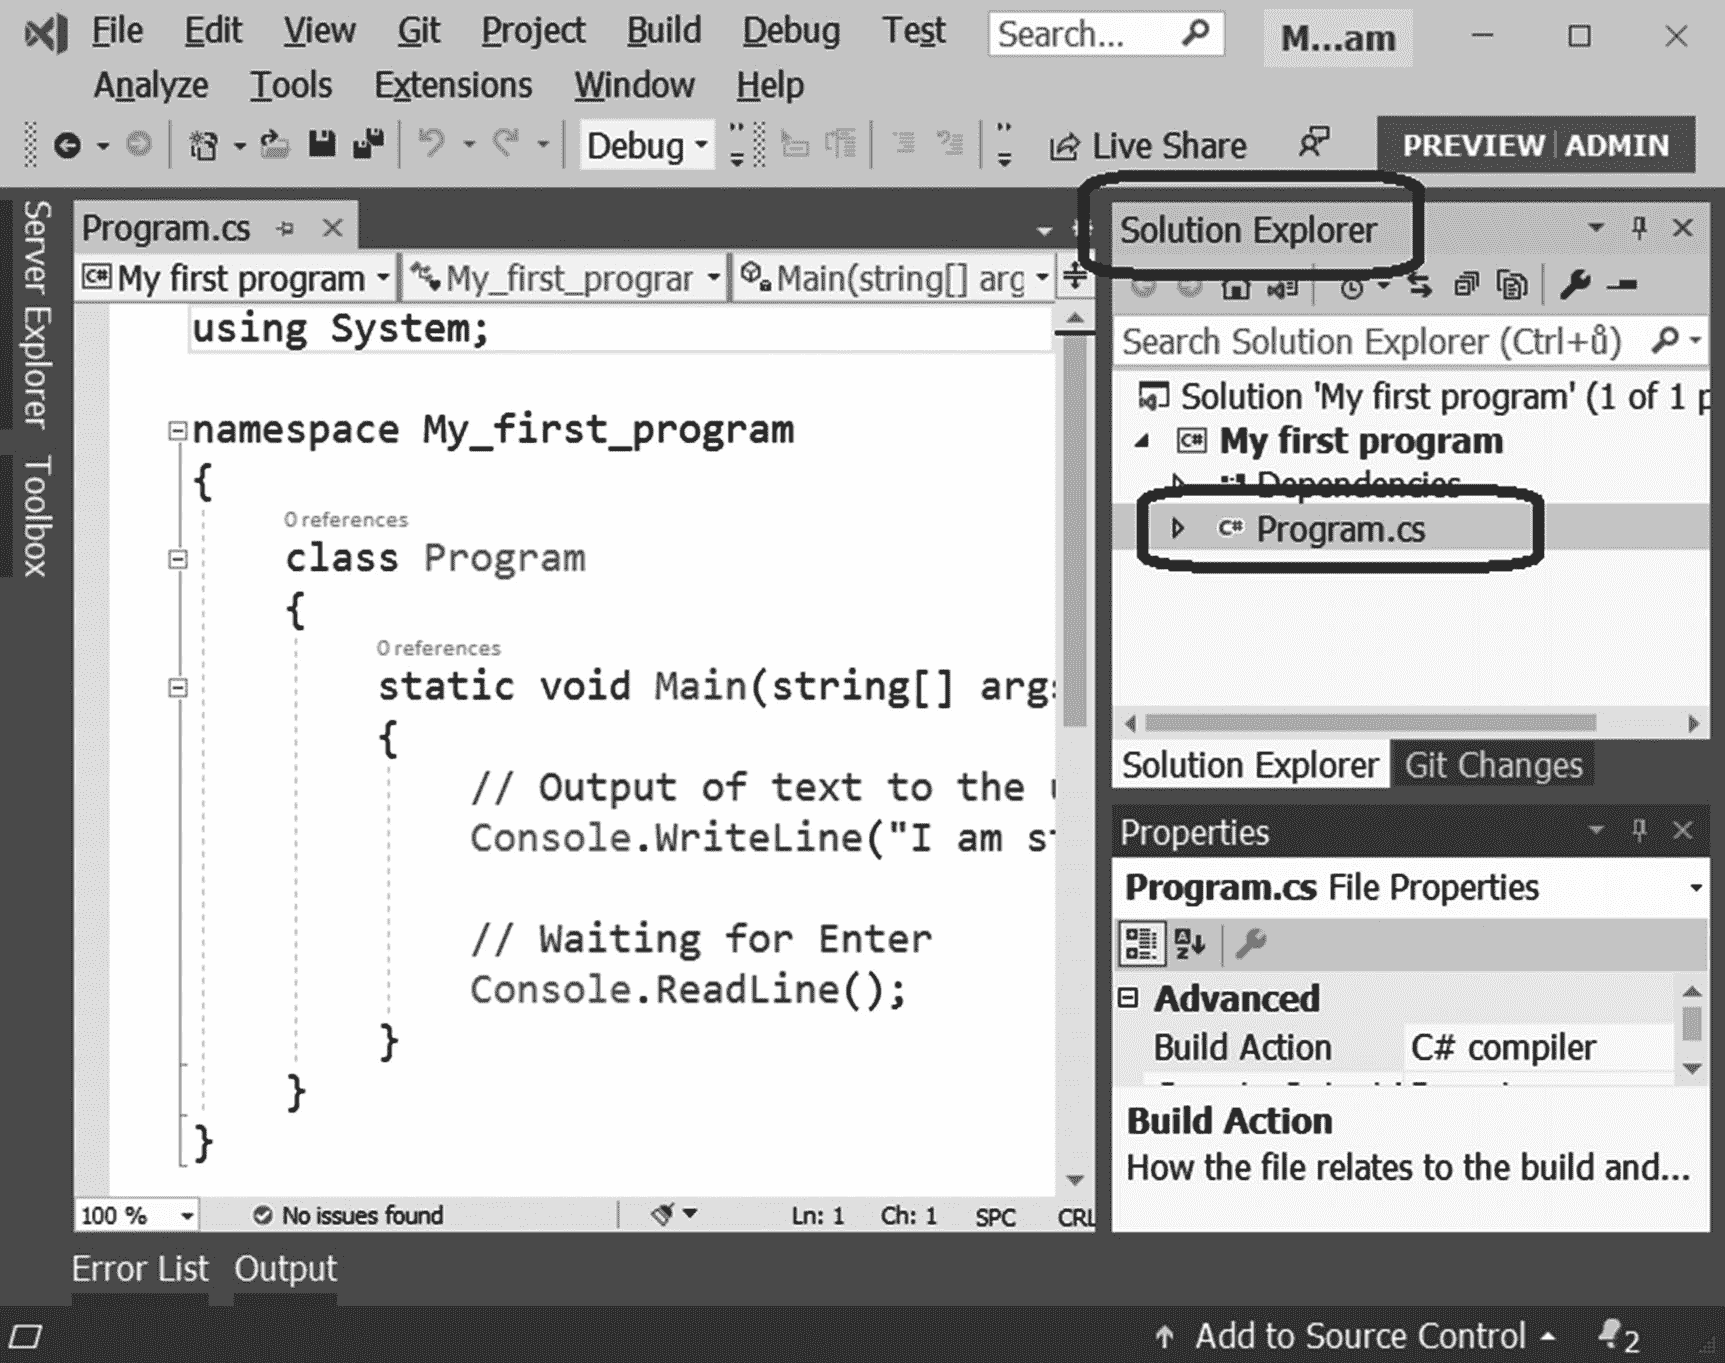 File Edit View Git Project Build Debug Test Search... M...am
Analyze Tools Extensions Window Help
Debug Live Share PREVIEW ADMIN
Server Explorer
Toolbox
Program.cs
C# My first program My_first_prograr Main(string[] arg
using System;
namespace My_first_program
{
0 references
class Program
{
0 references
static void Main(string[] args
{
// Output of text to the
Console.WriteLine("I am st
// Waiting for Enter
Console.ReadLine();
}
}
}
100 % No issues found Ln: 1 Ch: 1 SPC CRL
Solution Explorer
Search Solution Explorer (Ctrl+ů)
Solution 'My first program' (1 of 1 p
C# My first program
Dependencies
C# Program.cs
Solution Explorer Git Changes
Properties
Program.cs File Properties
Advanced
Build Action C# compiler
Build Action
How the file relates to the build and...
Error List Output
Add to Source Control 2